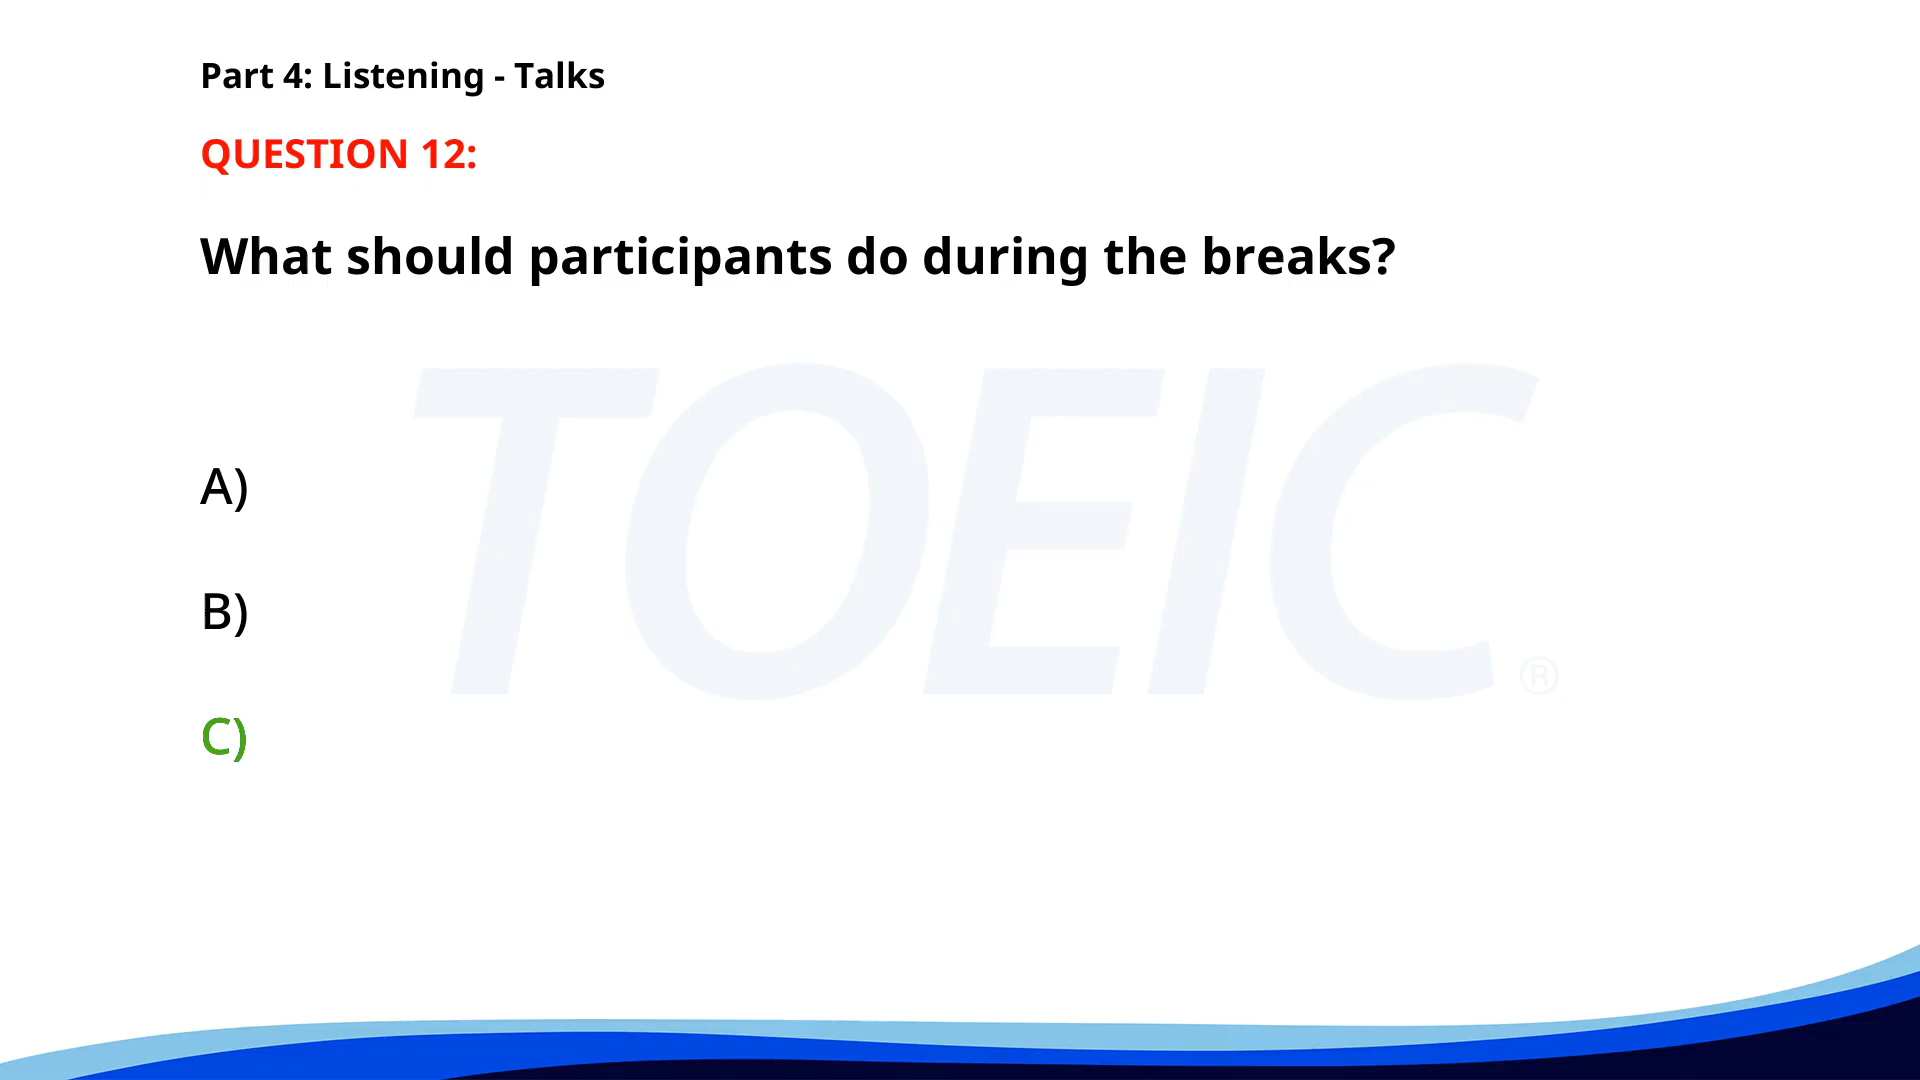 Part 4: Listening - Talks
QUESTION 12:
What should participants do during the breaks?
TOEIC®
A)
B)
C)